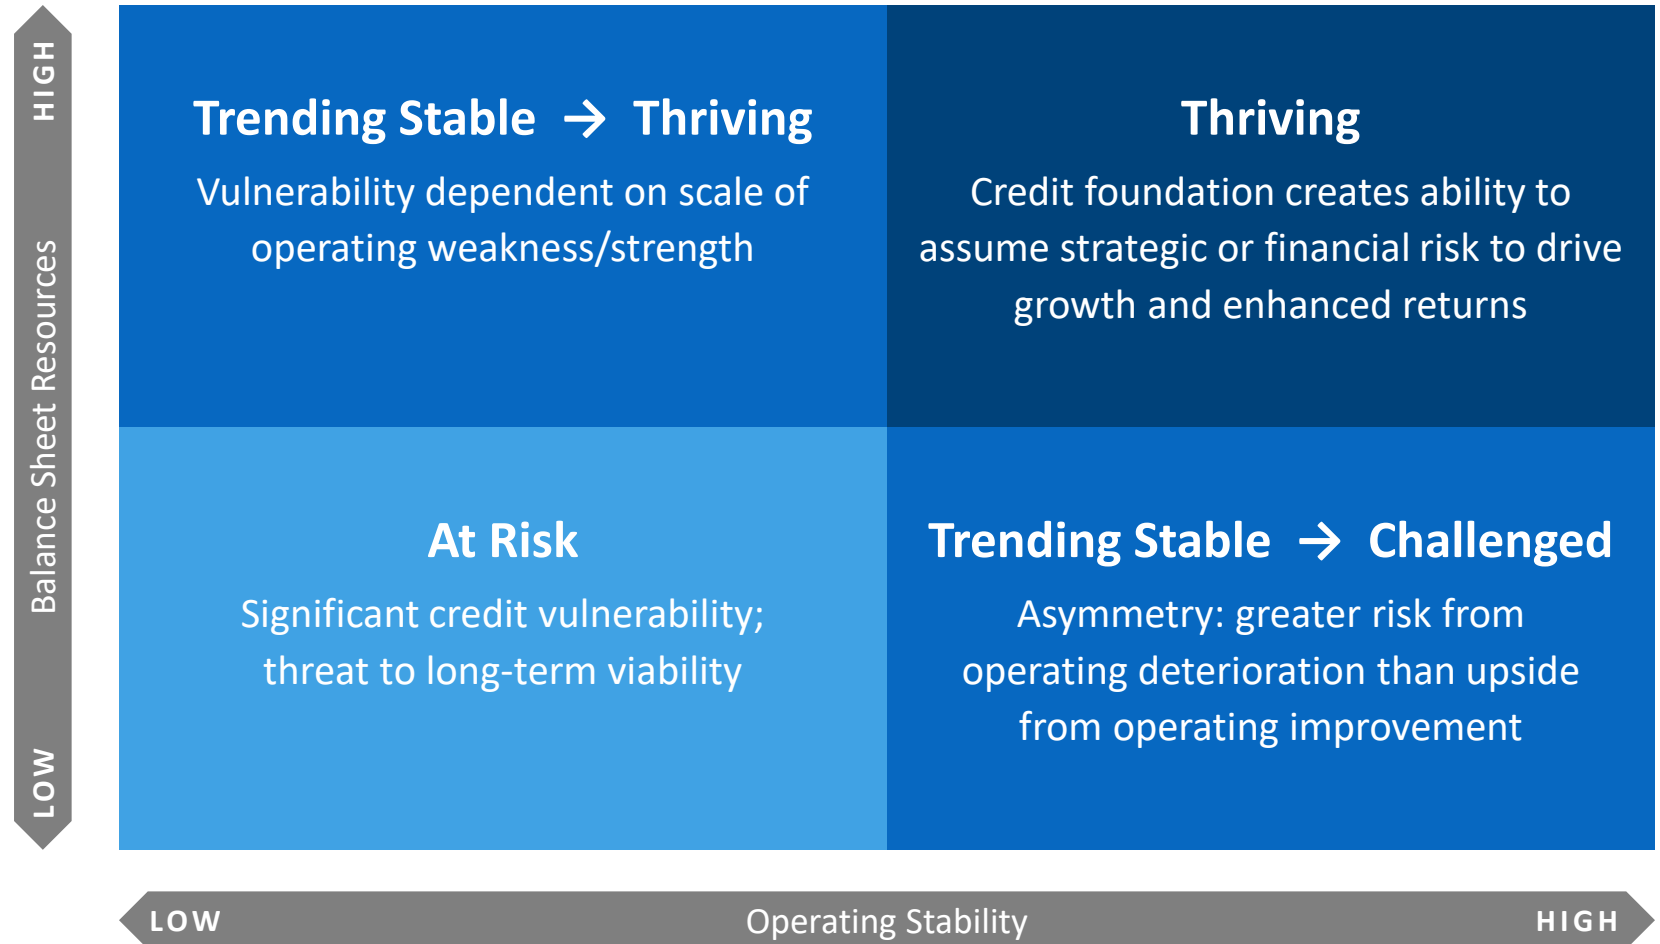 HIGH
Balance Sheet Resources
LOW
Trending Stable → Thriving
Vulnerability dependent on scale of
operating weakness/strength
Thriving
Credit foundation creates ability to
assume strategic or financial risk to drive
growth and enhanced returns
At Risk
Significant credit vulnerability;
threat to long-term viability
Trending Stable → Challenged
Asymmetry: greater risk from
operating deterioration than upside
from operating improvement
LOW
Operating Stability
HIGH